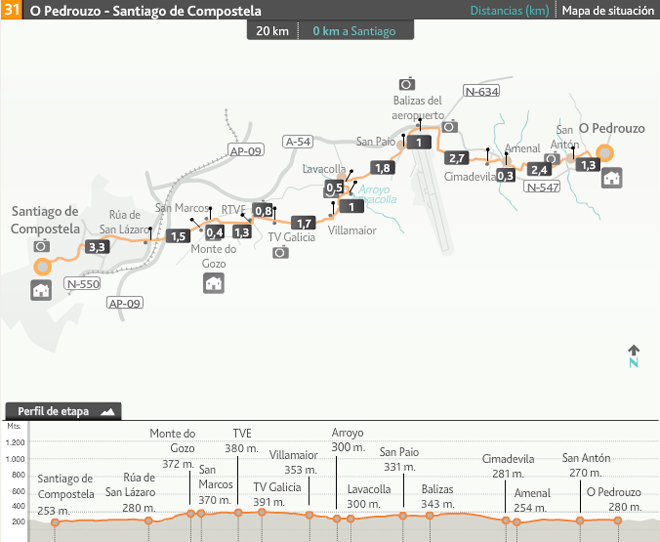 31 O Pedrouzo - Santiago de Compostela
Distancias (km) Mapa de situación
20 km 0 km a Santiago
N-634
Balizas del
aeropuerto
O Pedrouzo
San
Antón
Amenal
A-54
San Paio
1
AP-09
2,7
1,3
Lavacolla
1,8
2,4
Cimadevila
0,3
N-547
0,5
Arroyo
Lavacolla
Santiago de
Compostela
Rúa de
San Lázaro
San Marcos
RTVE
0,8
1
1,7
Villamaior
3,3
1,5
0,4
1,3
TV Galicia
Monte do
Gozo
N-550
AP-09
N
Perfil de etapa
Mts.
1.200
1.000
800
600
400
200
Santiago de
Compostela
253 m.
Rúa de
San Lázaro
280 m.
Monte do
Gozo
372 m.
San
Marcos
370 m.
TVE
380 m.
TV Galicia
391 m.
Villamaior
353 m.
Arroyo
300 m.
Lavacolla
300 m.
San Paio
331 m.
Balizas
343 m.
Cimadevila
281 m.
Amenal
254 m.
San Antón
270 m.
O Pedrouzo
280 m.